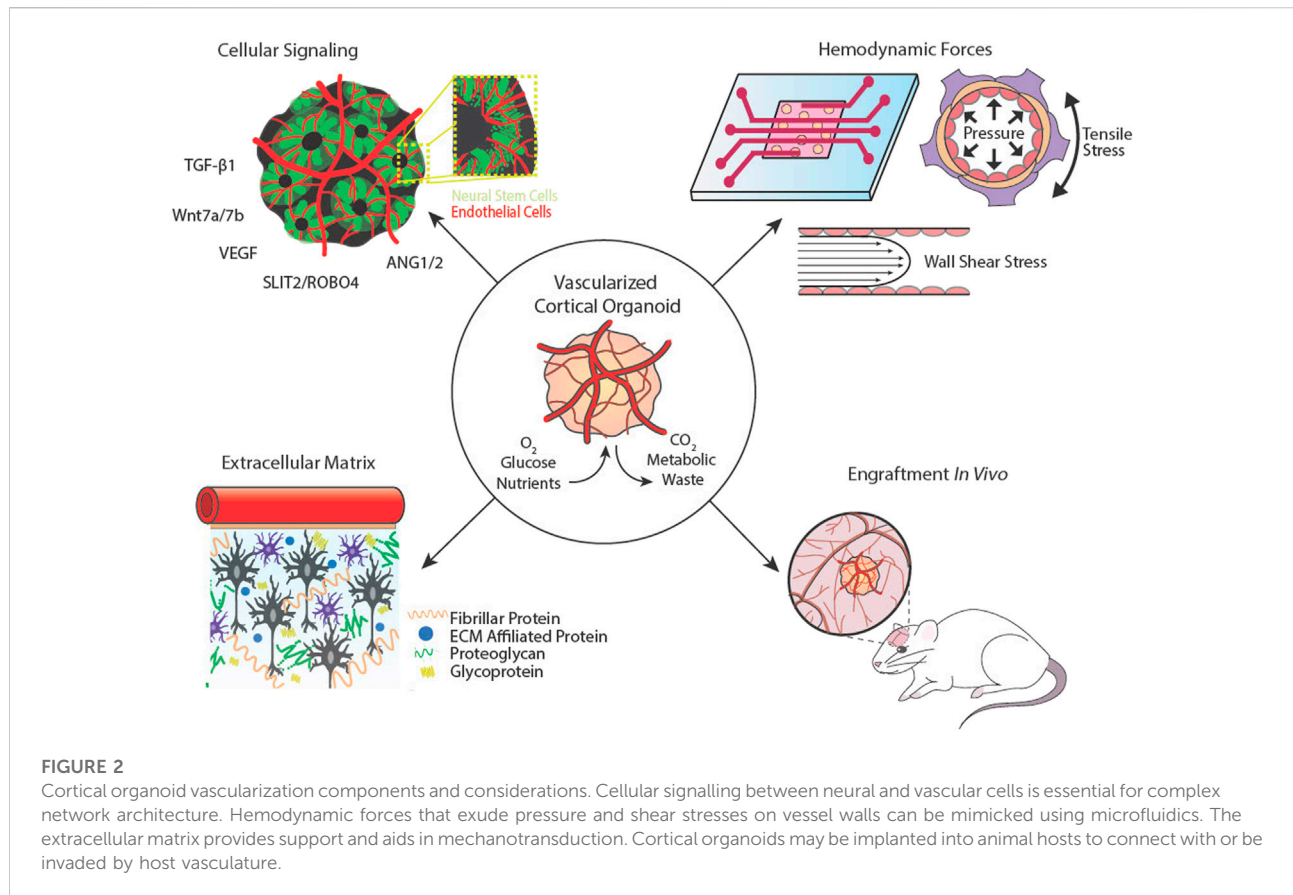 Cellular Signaling
TGF-β1
Wnt7a/7b
VEGF
SLIT2/ROBO4
ANG1/2
Neural Stem Cells
Endothelial Cells
Hemodynamic Forces
Pressure
Tensile
Stress
Wall Shear Stress
Vascularized
Cortical Organoid
O2
Glucose
Nutrients
CO2
Metabolic
Waste
Extracellular Matrix
Fibrillar Protein
ECM Affiliated Protein
Proteoglycan
Glycoprotein
Engraftment In Vivo
FIGURE 2
Cortical organoid vascularization components and considerations. Cellular signalling between neural and vascular cells is essential for complex
network architecture. Hemodynamic forces that exude pressure and shear stresses on vessel walls can be mimicked using microfluidics. The
extracellular matrix provides support and aids in mechanotransduction. Cortical organoids may be implanted into animal hosts to connect with or be
invaded by host vasculature.